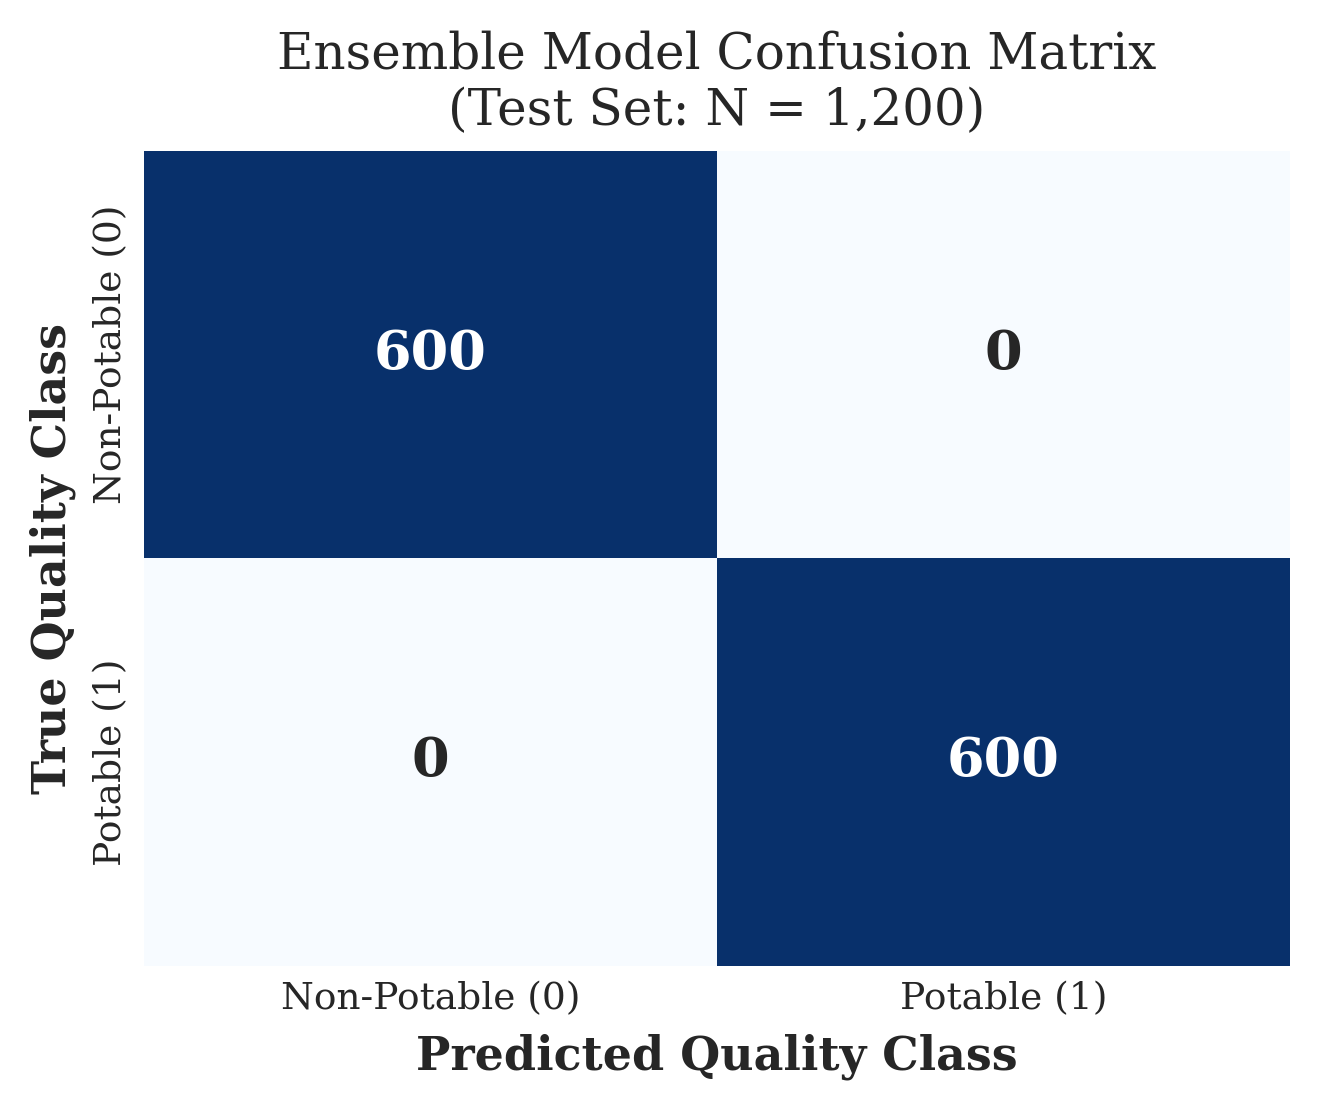 Ensemble Model Confusion Matrix
(Test Set: N = 1,200)
True Quality Class
Non-Potable (0)
600
0
Potable (1)
0
600
Non-Potable (0)
Potable (1)
Predicted Quality Class